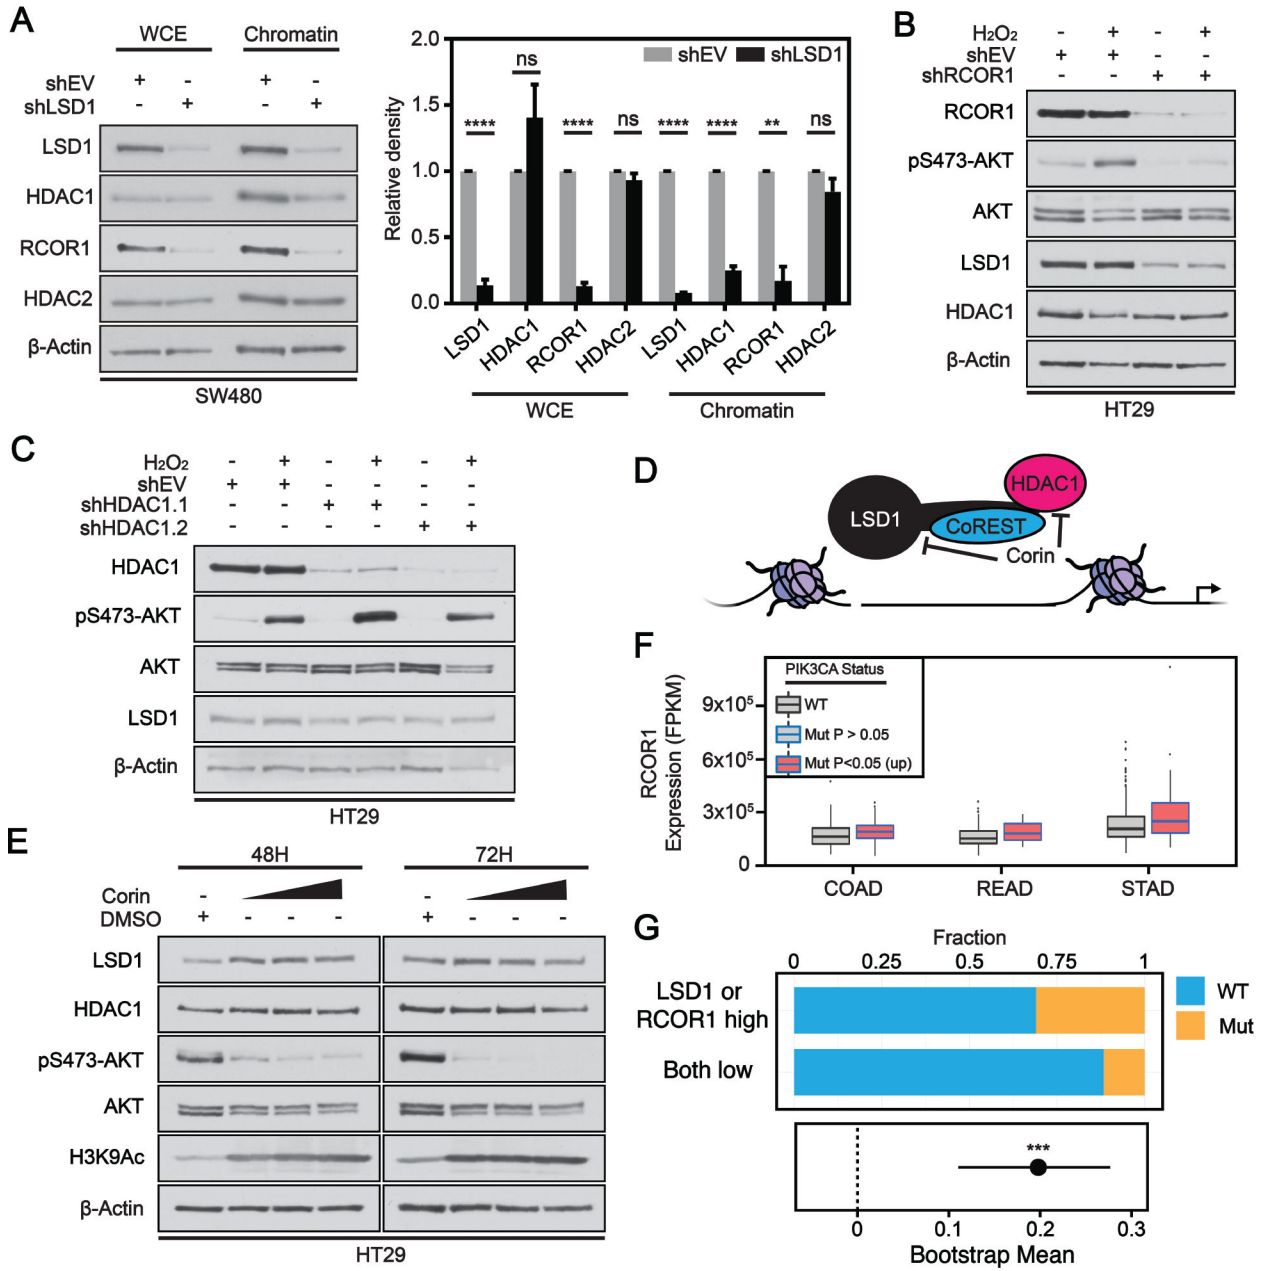 A
WCE Chromatin
shEV + - + -
shLSD1 - + - +
LSD1
HDAC1
RCOR1
HDAC2
β-Actin
SW480
2.0
1.5
1.0
0.5
0.0
Relative density
shEV shLSD1
**** ns **** ns **** **** ** ns
LSD1 HDAC1 RCOR1 HDAC2 LSD1 HDAC1 RCOR1 HDAC2
WCE Chromatin
B
H₂O₂ - + - +
shEV + + - -
shRCOR1 - - + +
RCOR1
pS473-AKT
AKT
LSD1
HDAC1
β-Actin
HT29
C
H₂O₂ - + - + - +
shEV + + - - - -
shHDAC1.1 - - + + - -
shHDAC1.2 - - - - + +
HDAC1
pS473-AKT
AKT
LSD1
β-Actin
HT29
D
HDAC1
LSD1
CoREST
Corin
E
48H 72H
Corin - -
DMSO + - - - + - - -
LSD1
HDAC1
pS473-AKT
AKT
H3K9Ac
β-Actin
HT29
F
RCOR1
Expression (FPKM)
9x10⁵
6x10⁵
3x10⁵
0
PIK3CA Status
WT
Mut P > 0.05
Mut P<0.05 (up)
COAD READ STAD
G
Fraction
0 0.25 0.5 0.75 1
LSD1 or
RCOR1 high
Both low
WT
Mut
***
0 0.1 0.2 0.3
Bootstrap Mean